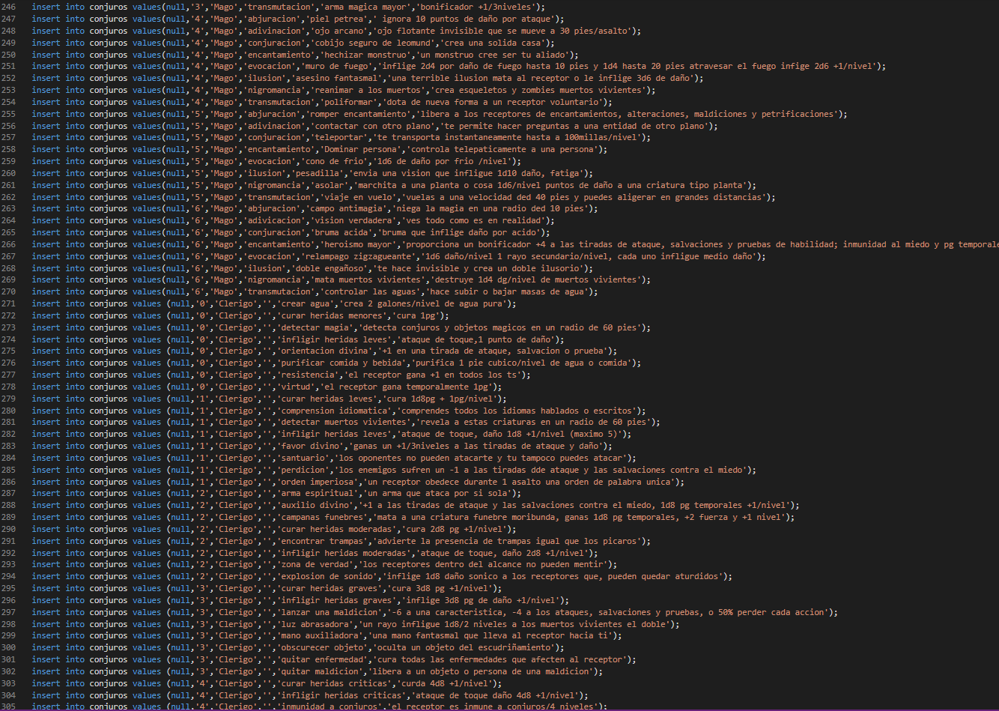 246 insert into conjuros values(null,'3','Mago','transmutacion','arma magica mayor','bonificador +1/3niveles');
247 insert into conjuros values(null,'4','Mago','abjuracion','piel petrea',' ignora 10 puntos de daño por ataque');
248 insert into conjuros values(null,'4','Mago','adivinacion','ojo arcano','ojo flotante invisible que se mueve a 30 pies/asalto');
249 insert into conjuros values(null,'4','Mago','conjuracion','cobijo seguro de leomund','crea una solida casa');
250 insert into conjuros values(null,'4','Mago','encantamiento','hechizar monstruo','un monstruo cree ser tu aliado');
251 insert into conjuros values(null,'4','Mago','evocacion','muro de fuego','inflige 2d4 por daño de fuego hasta 10 pies y 1d4 hasta 20 pies atravesar el fuego infige 2d6 +1/nivel');
252 insert into conjuros values(null,'4','Mago','ilusion','asesino fantasmal','una terrible ilusion mata al receptor o le inflige 3d6 de daño');
253 insert into conjuros values(null,'4','Mago','nigromancia','reanimar a los muertos','crea esqueletos y zombies muertos vivientes');
254 insert into conjuros values(null,'4','Mago','transmutacion','poliformar','dota de nueva forma a un receptor voluntario');
255 insert into conjuros values(null,'5','Mago','abjuracion','romper encantamiento','libera a los receptores de encantamientos, alteraciones, maldiciones y petrificaciones');
256 insert into conjuros values(null,'5','Mago','adivinacion','contactar con otro plano','te permite hacer preguntas a una entidad de otro plano');
257 insert into conjuros values(null,'5','Mago','conjuracion','teleportar','te transporta instantaneamente hasta a 100millas/nivel');
258 insert into conjuros values(null,'5','Mago','encantamiento','Dominar persona','controla telepaticamente a una persona');
259 insert into conjuros values(null,'5','Mago','evocacion','cono de frio','1d6 de daño por frio /nivel');
260 insert into conjuros values(null,'5','Mago','ilusion','pesadilla','envia una vision que infligue 1d10 daño, fatiga');
261 insert into conjuros values(null,'5','Mago','nigromancia','asolar','marchita a una planta o cosa 1d6/nivel puntos de daño a una criatura tipo planta');
262 insert into conjuros values(null,'5','Mago','transmutacion','viaje en vuelo','vuelas a una velocidad ded 40 pies y puedes aligerar en grandes distancias');
263 insert into conjuros values(null,'6','Mago','abjuracion','campo antimagia','niega la magia en una radio ded 10 pies');
264 insert into conjuros values(null,'6','Mago','adivicacion','vision verdadera','ves todo como es en realidad');
265 insert into conjuros values(null,'6','Mago','conjuracion','bruma acida','bruma que inflige daño por acido');
266 insert into conjuros values(null,'6','Mago','encantamiento','heroismo mayor','proporciona un bonificador +4 a las tiradas de ataque, salvaciones y pruebas de habilidad; inmunidad al miedo y pg temporale
267 insert into conjuros values(null,'6','Mago','evocacion','relampago zigzagueante','1d6 daño/nivel 1 rayo secundario/nivel, cada uno infligue medio daño');
268 insert into conjuros values(null,'6','Mago','ilusion','doble engañoso','te hace invisible y crea un doble ilusorio');
269 insert into conjuros values(null,'6','Mago','nigromancia','mata muertos vivientes','destruye 1d4 dg/nivel de muertos vivientes');
270 insert into conjuros values(null,'6','Mago','transmutacion','controlar las aguas','hace subir o bajar masas de agua');
271 insert into conjuros values (null,'0','Clerigo','','crear agua','crea 2 galones/nivel de agua pura');
272 insert into conjuros values (null,'0','Clerigo','','curar heridas menores','cura 1pg');
273 insert into conjuros values (null,'0','Clerigo','','detectar magia','detecta conjuros y objetos magicos en un radio de 60 pies');
274 insert into conjuros values (null,'0','Clerigo','','infligir heridas leves','ataque de toque,1 punto de daño');
275 insert into conjuros values (null,'0','Clerigo','','orientacion divina','+1 en una tirada de ataque, salvacion o prueba');
276 insert into conjuros values (null,'0','Clerigo','','purificar comida y bebida','purifica 1 pie cubico/nivel de agua o comida');
277 insert into conjuros values (null,'0','Clerigo','','resistencia','el receptor gana +1 en todos los ts');
278 insert into conjuros values (null,'0','Clerigo','','virtud','el receptor gana temporalmente 1pg');
279 insert into conjuros values (null,'1','Clerigo','','curar heridas leves','cura 1d8pg + 1pg/nivel');
280 insert into conjuros values (null,'1','Clerigo','','comprension idiomatica','comprendes todos los idiomas hablados o escritos');
281 insert into conjuros values (null,'1','Clerigo','','detectar muertos vivientes','revela a estas criaturas en un radio de 60 pies');
282 insert into conjuros values (null,'1','Clerigo','','infligir heridas leves','ataque de toque, daño 1d8 +1/nivel (maximo 5)');
283 insert into conjuros values (null,'1','Clerigo','','favor divino','ganas un +1/3niveles a las tiradas de ataque y daño');
284 insert into conjuros values (null,'1','Clerigo','','santuario','los oponentes no pueden atacarte y tu tampoco puedes atacar');
285 insert into conjuros values (null,'1','Clerigo','','perdicion','los enemigos sufren un -1 a las tiradas dde ataque y las salvaciones contra el miedo');
286 insert into conjuros values (null,'1','Clerigo','','orden imperiosa','un receptor obedece durante 1 asalto una orden de palabra unica');
287 insert into conjuros values (null,'2','Clerigo','','arma espiritual','un arma que ataca por si sola');
288 insert into conjuros values (null,'2','Clerigo','','auxilio divino','+1 a las tiradas de ataque y las salvaciones contra el miedo, 1d8 pg temporales +1/nivel');
289 insert into conjuros values (null,'2','Clerigo','','campanas funebres','mata a una criatura funebre moribunda, ganas 1d8 pg temporales, +2 fuerza y +1 nivel');
290 insert into conjuros values (null,'2','Clerigo','','curar heridas moderadas','cura 2d8 pg +1/nivel');
291 insert into conjuros values (null,'2','Clerigo','','encontrar trampas','advierte la presencia de trampas igual que los picaros');
292 insert into conjuros values (null,'2','Clerigo','','infligir heridas moderadas','ataque de toque, daño 2d8 +1/nivel');
293 insert into conjuros values (null,'2','Clerigo','','zona de verdad','los receptores dentro del alcance no pueden mentir');
294 insert into conjuros values (null,'2','Clerigo','','explosion de sonido','inflige 1d8 daño sonico a los receptores que, pueden quedar aturdidos');
295 insert into conjuros values (null,'3','Clerigo','','curar heridas graves','cura 3d8 pg +1/nivel');
296 insert into conjuros values (null,'3','Clerigo','','infligir heridas graves','inflige 3d8 pg de daño +1/nivel');
297 insert into conjuros values (null,'3','Clerigo','','lanzar una maldicion','-6 a una caracteristica, -4 a los ataques, salvaciones y pruebas, o 50% perder cada accion');
298 insert into conjuros values (null,'3','Clerigo','','luz abrasadora','un rayo infligue 1d8/2 niveles a los muertos vivientes el doble');
299 insert into conjuros values (null,'3','Clerigo','','mano auxiliadora','una mano fantasmal que lleva al receptor hacia ti');
300 insert into conjuros values (null,'3','Clerigo','','obscurecer objeto','oculta un objeto del escudriñamiento');
301 insert into conjuros values (null,'3','Clerigo','','quitar enfermedad','cura todas las enfermedades que afecten al receptor');
302 insert into conjuros values (null,'3','Clerigo','','quitar maldicion','libera a un objeto o persona de una maldicion');
303 insert into conjuros values (null,'4','Clerigo','','curar heridas criticas','curda 4d8 +1/nivel');
304 insert into conjuros values (null,'4','Clerigo','','infligir heridas criticas','ataque de toque daño 4d8 +1/nivel');
305 insert into conjuros values (null,'4','Clerigo','','inmunidad a conjuros','el receptor es inmune a conjuros/4 niveles');